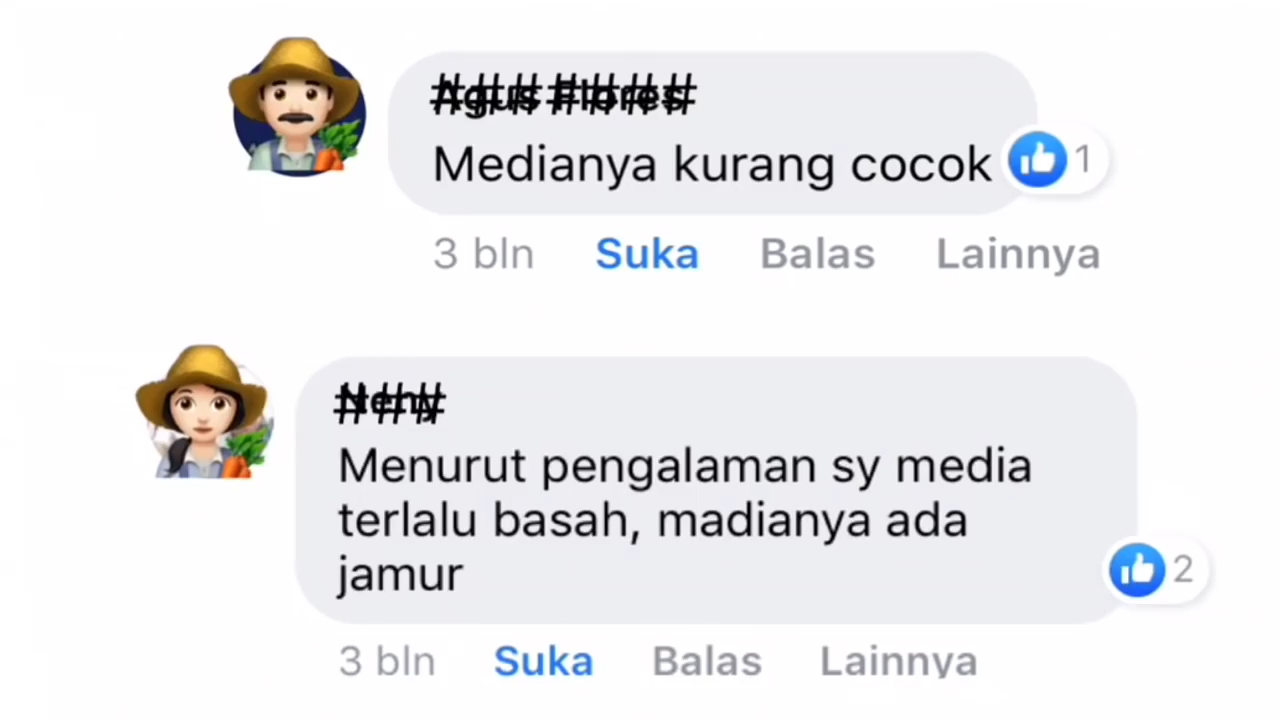 Medianya kurang cocok
1
3 bln Suka Balas Lainnya
Menurut pengalaman sy media
terlalu basah, madianya ada
jamur
2
3 bln Suka Balas Lainnya